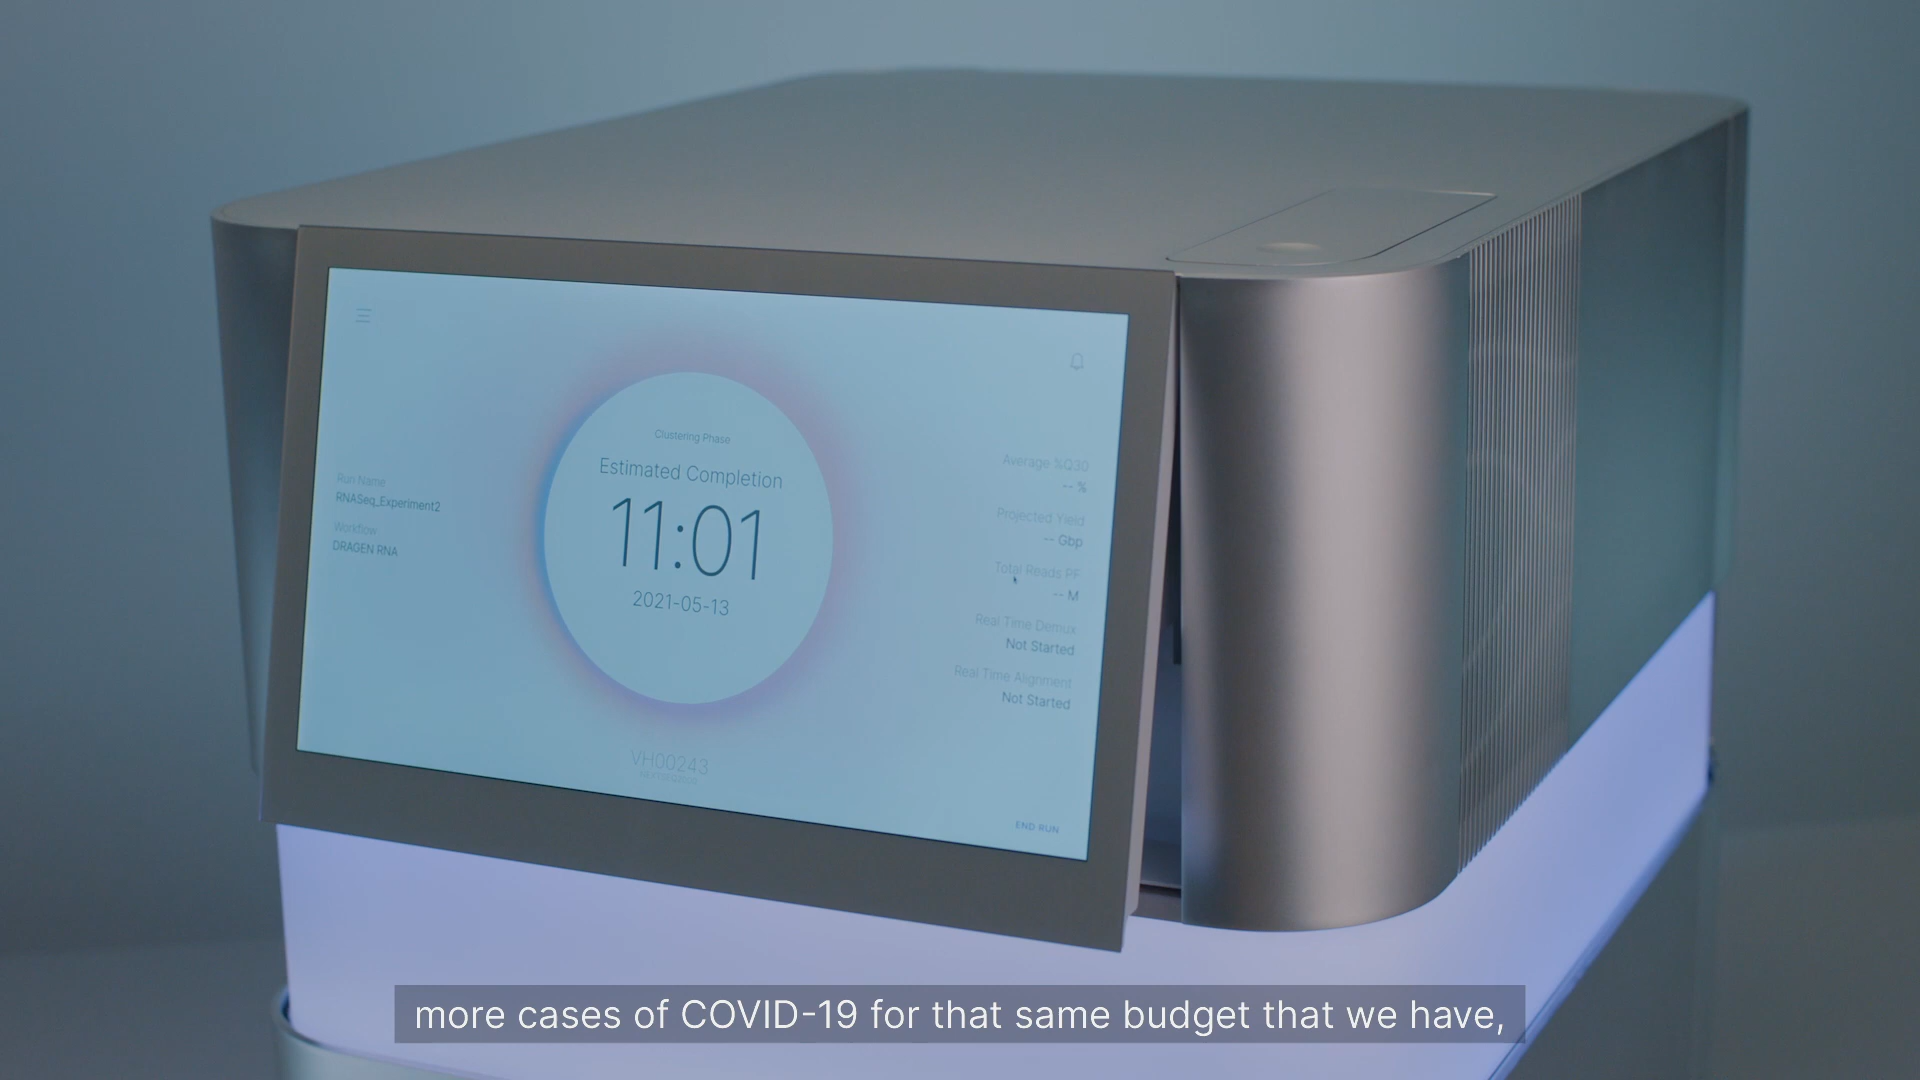 Clustering Phase
Estimated Completion
11:01
2021-05-13
Run Name
RNASeq_Experiment2
Workflow
DRAGEN RNA
Average %Q30
-- %
Projected Yield
-- Gbp
Total Reads PF
-- M
Real Time Demux
Not Started
Real Time Alignment
Not Started
VH00243
END RUN
more cases of COVID-19 for that same budget that we have,